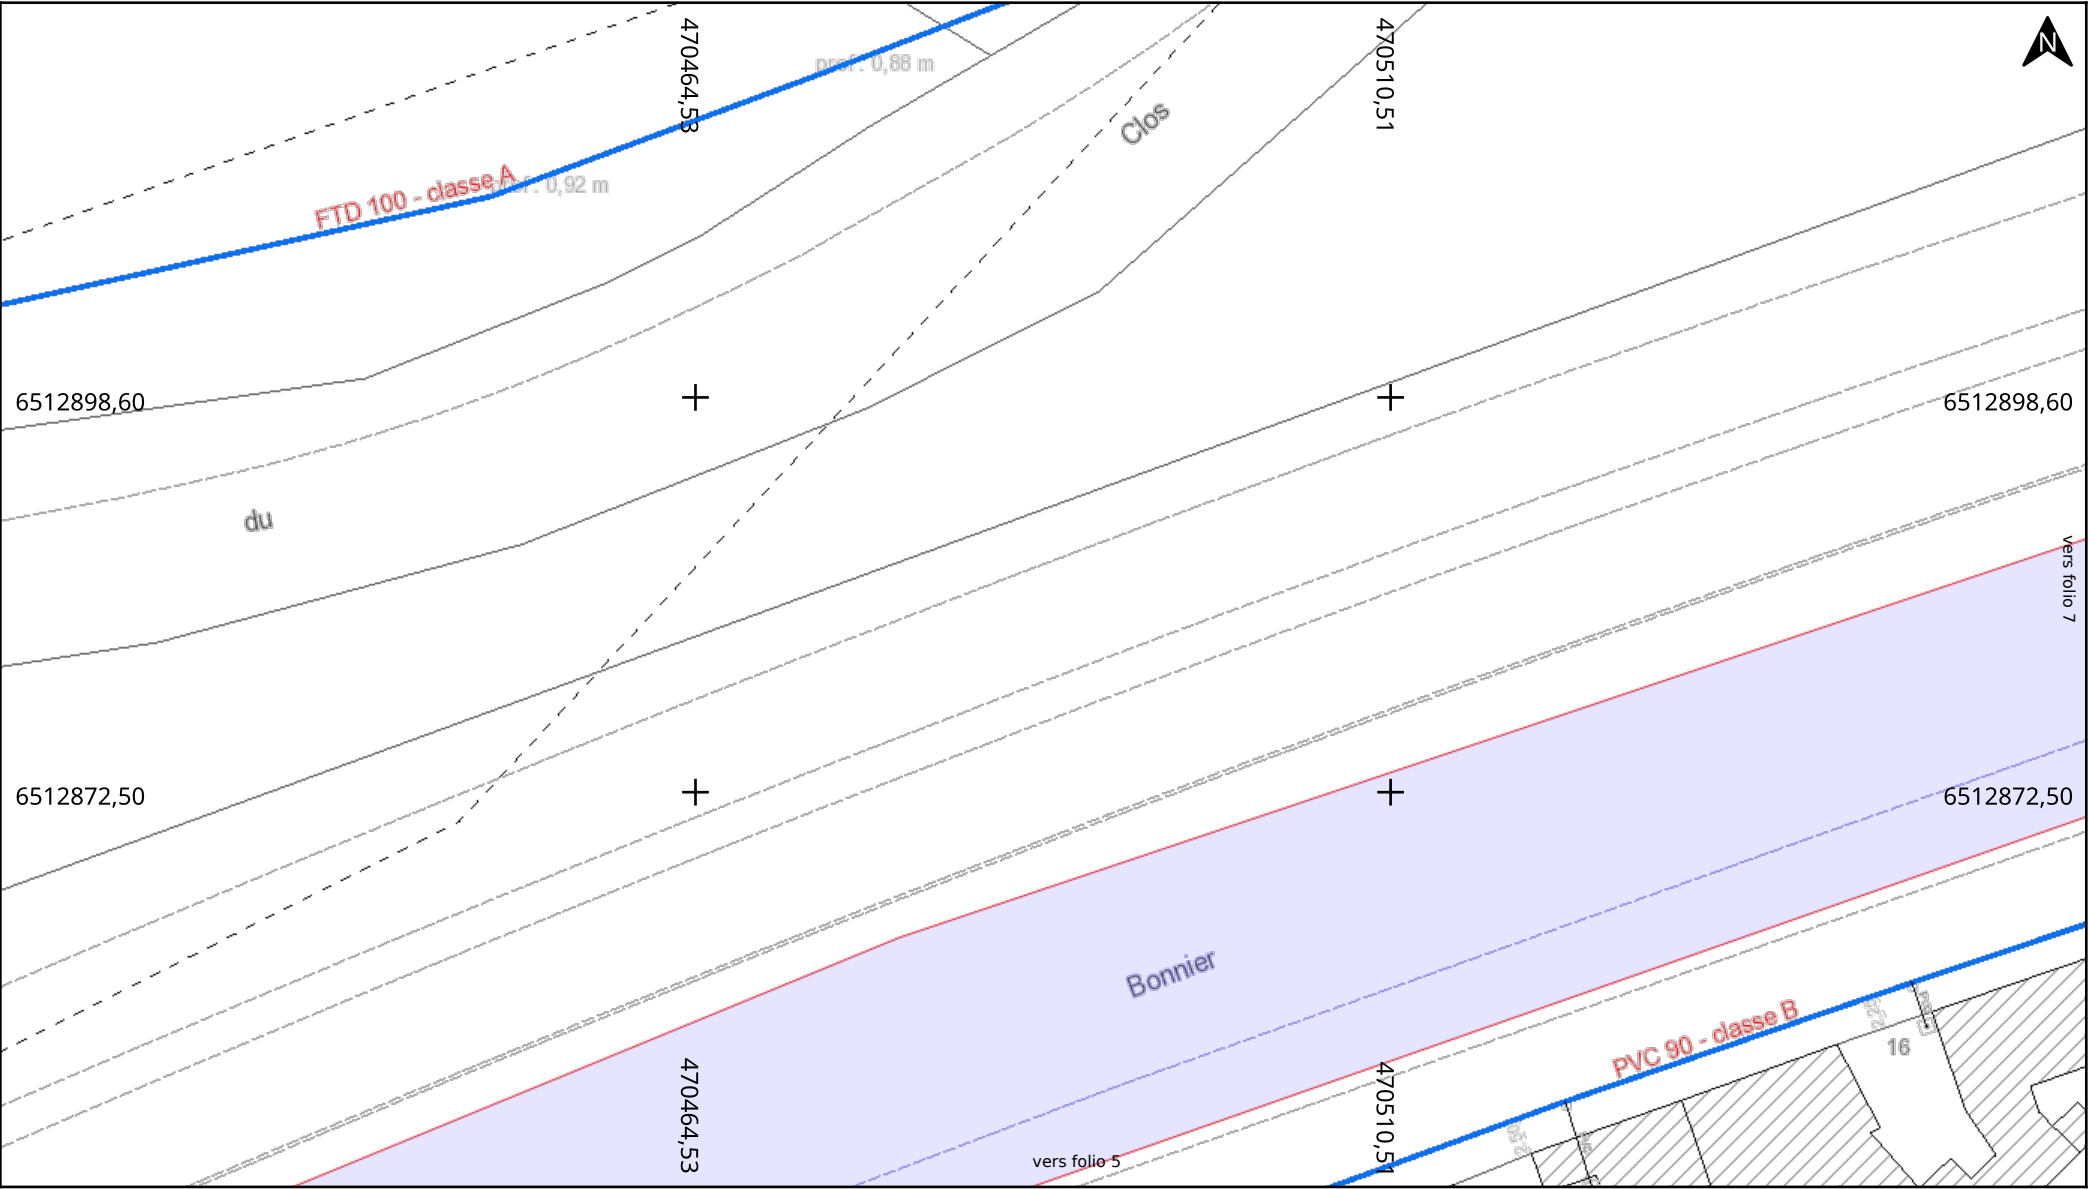 N
470464,53
470510,51
prof. 0,88 m
Clos
FTD 100 - classe A
prof. 0,92 m
6512898,60
6512898,60
du
vers folio 7
6512872,50
6512872,50
Bonnier
PVC 90 - classe B
16
470464,53
470510,51
vers folio 5